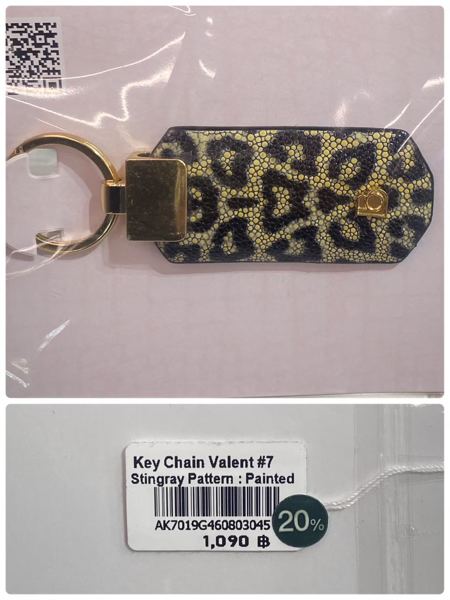 Key Chain Valent #7
Stingray Pattern : Painted
AK7019G460803045
20%
1,090 ฿